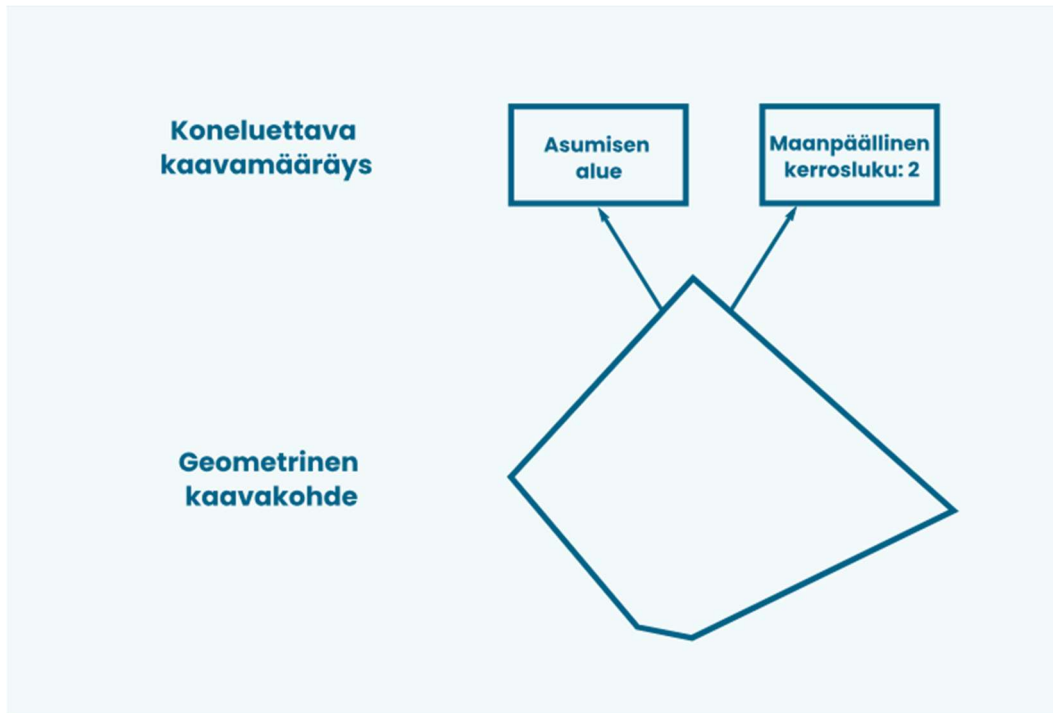 Koneluettava
kaavamääräys
Asumisen
alue
Maanpäällinen
kerrosluku: 2
Geometrinen
kaavakohde